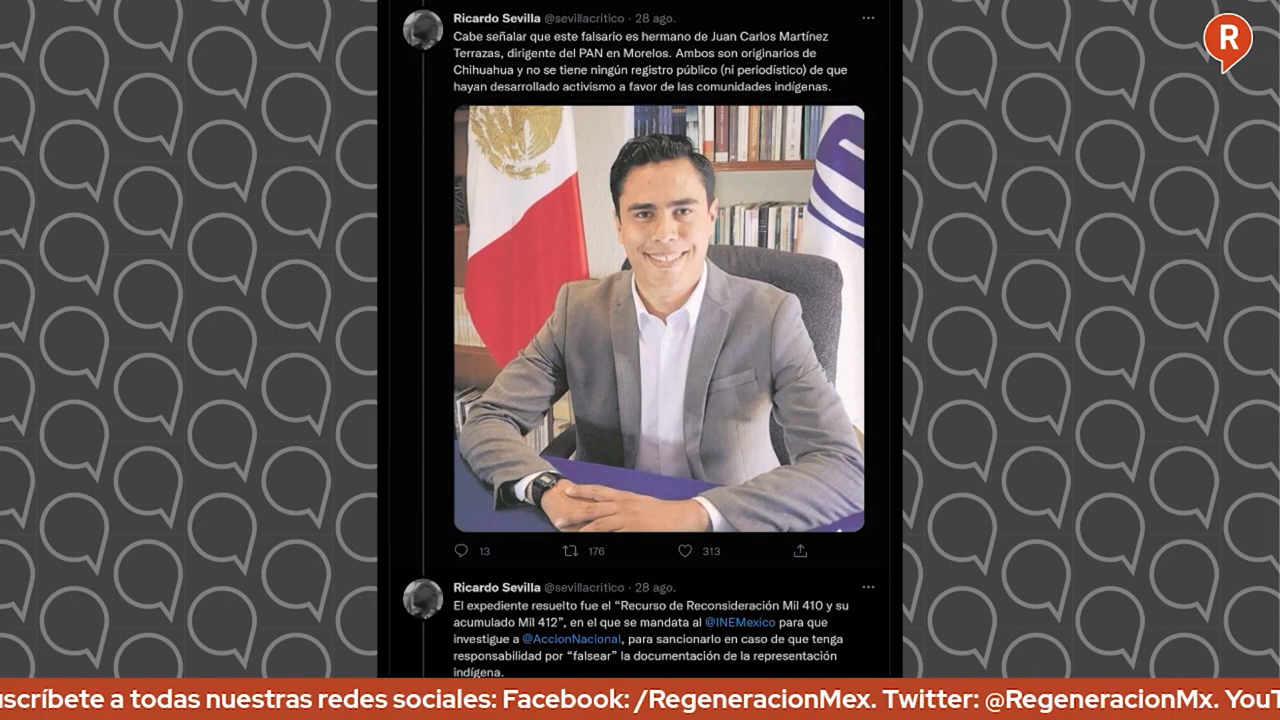 Ricardo Sevilla @sevillacritico · 28 ago.
Cabe señalar que este falsario es hermano de Juan Carlos Martínez
Terrazas, dirigente del PAN en Morelos. Ambos son originarios de
Chihuahua y no se tiene ningún registro público (ni periodístico) de que
hayan desarrollado activismo a favor de las comunidades indígenas.
R
13 176 313
Ricardo Sevilla @sevillacritico · 28 ago.
El expediente resuelto fue el “Recurso de Reconsideración Mil 410 y su
acumulado Mil 412”, en el que se mandata al @INEMexico para que
investigue a @AccionNacional, para sancionarlo en caso de que tenga
responsabilidad por “falsear” la documentación de la representación
indígena.
uscríbete a todas nuestras redes sociales: Facebook: /RegeneracionMex. Twitter: @RegeneracionMx. YouT